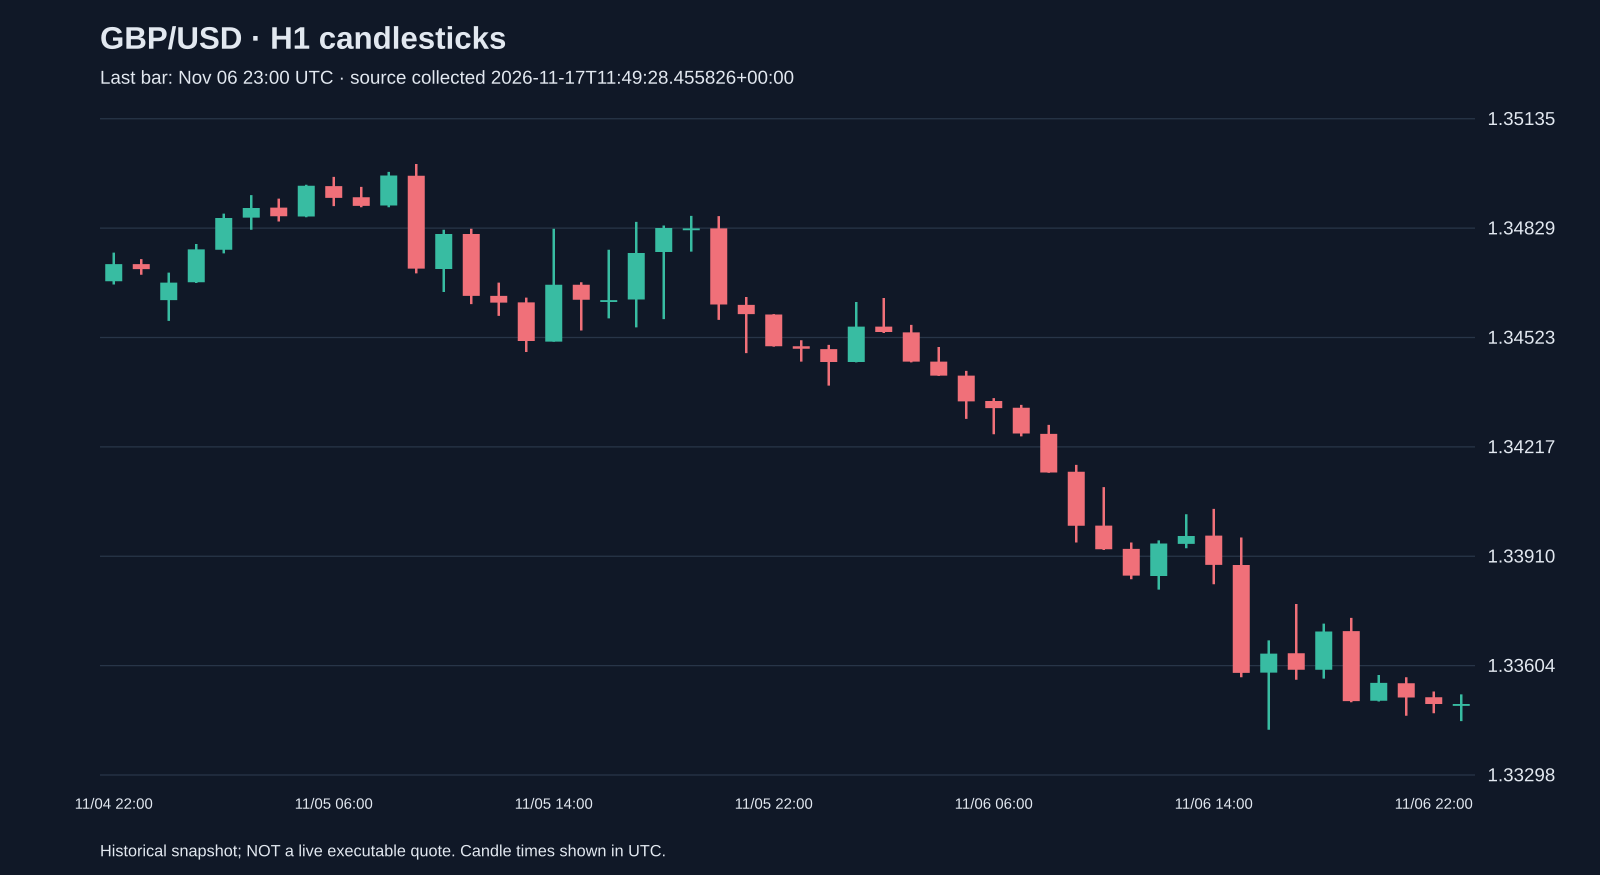 GBP/USD · H1 candlesticks
Last bar: Nov 06 23:00 UTC · source collected 2026-11-17T11:49:28.455826+00:00
1.35135
1.34829
1.34523
1.34217
1.33910
1.33604
1.33298
11/04 22:00 11/05 06:00 11/05 14:00 11/05 22:00 11/06 06:00 11/06 14:00 11/06 22:00
Historical snapshot; NOT a live executable quote. Candle times shown in UTC.